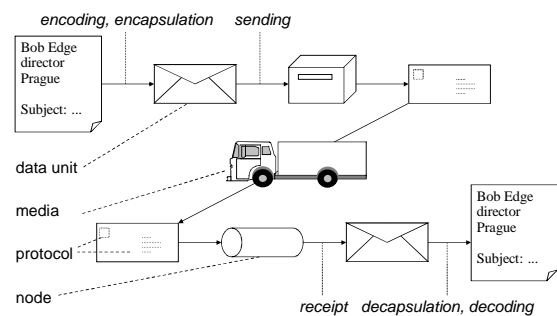 encoding, encapsulation
sending
Bob Edge
director
Prague
Subject: ...
data unit
media
protocol
node
Bob Edge
director
Prague
Subject: ...
receipt
decapsulation, decoding